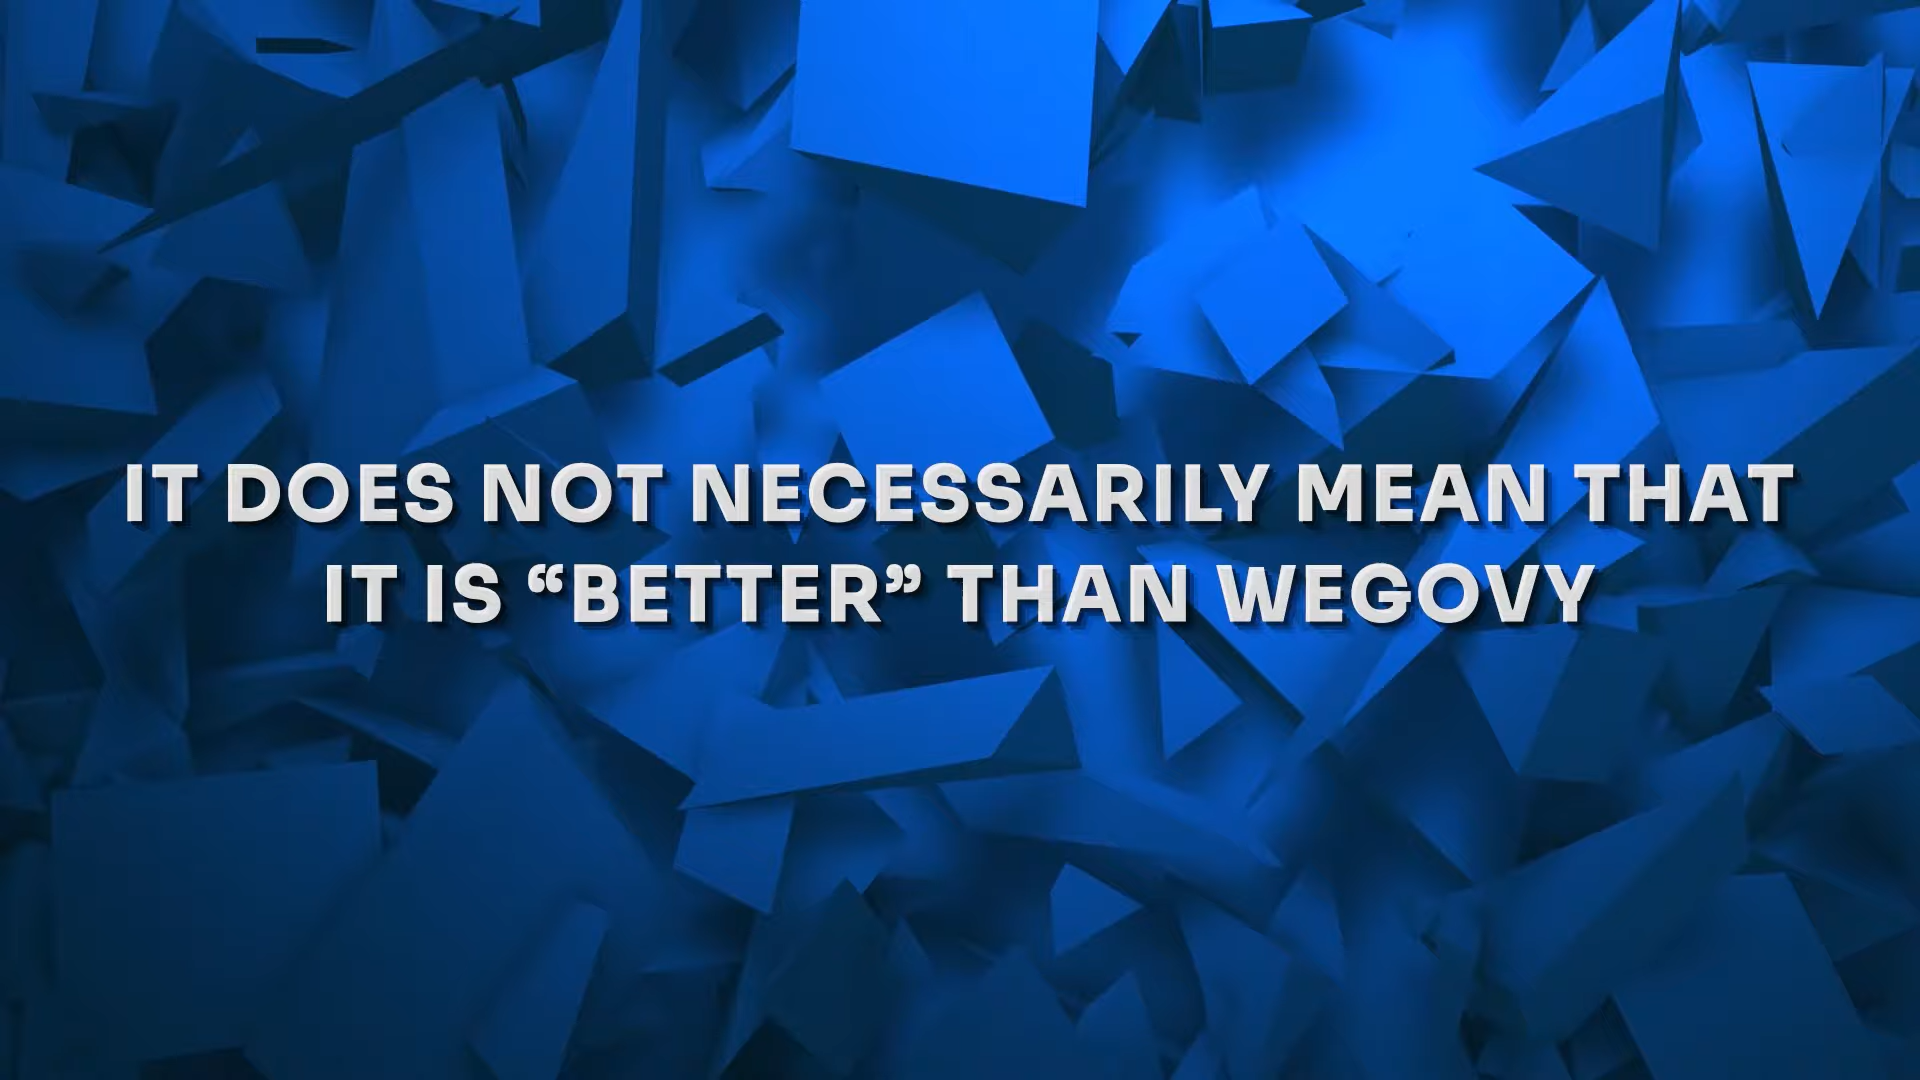 IT DOES NOT NECESSARILY MEAN THAT
IT IS “BETTER” THAN WEGOVY